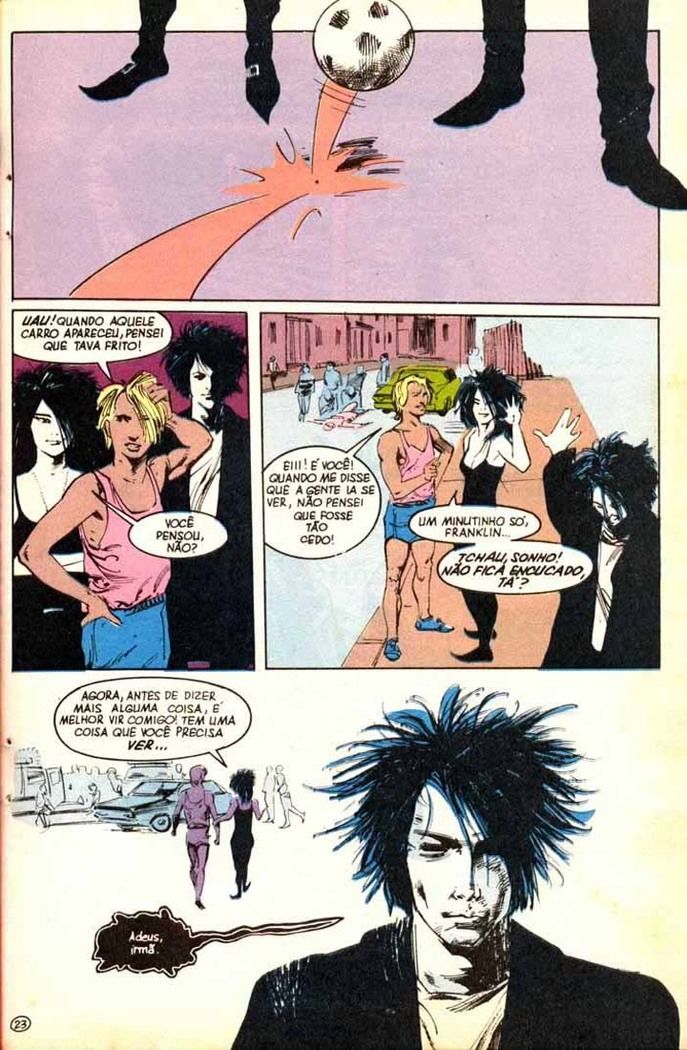 UAU! QUANDO AQUELE
CARRO APARECEU, PENSEI
QUE TAVA FRITO!
VOCÊ
PENSOU,
NÃO?
EIII! É VOCÊ!
QUANDO ME DISSE
QUE A GENTE IA SE
VER, NÃO PENSEI
QUE FOSSE
TÃO
CEDO!
UM MINUTINHO SÓ,
FRANKLIN...
TCHAU, SONHO!
NÃO FICA ENCUCADO,
TÁ?
AGORA, ANTES DE DIZER
MAIS ALGUMA COISA, É
MELHOR VIR COMIGO! TEM UMA
COISA QUE VOCÊ PRECISA
VER...
Adeus,
irmã.
23